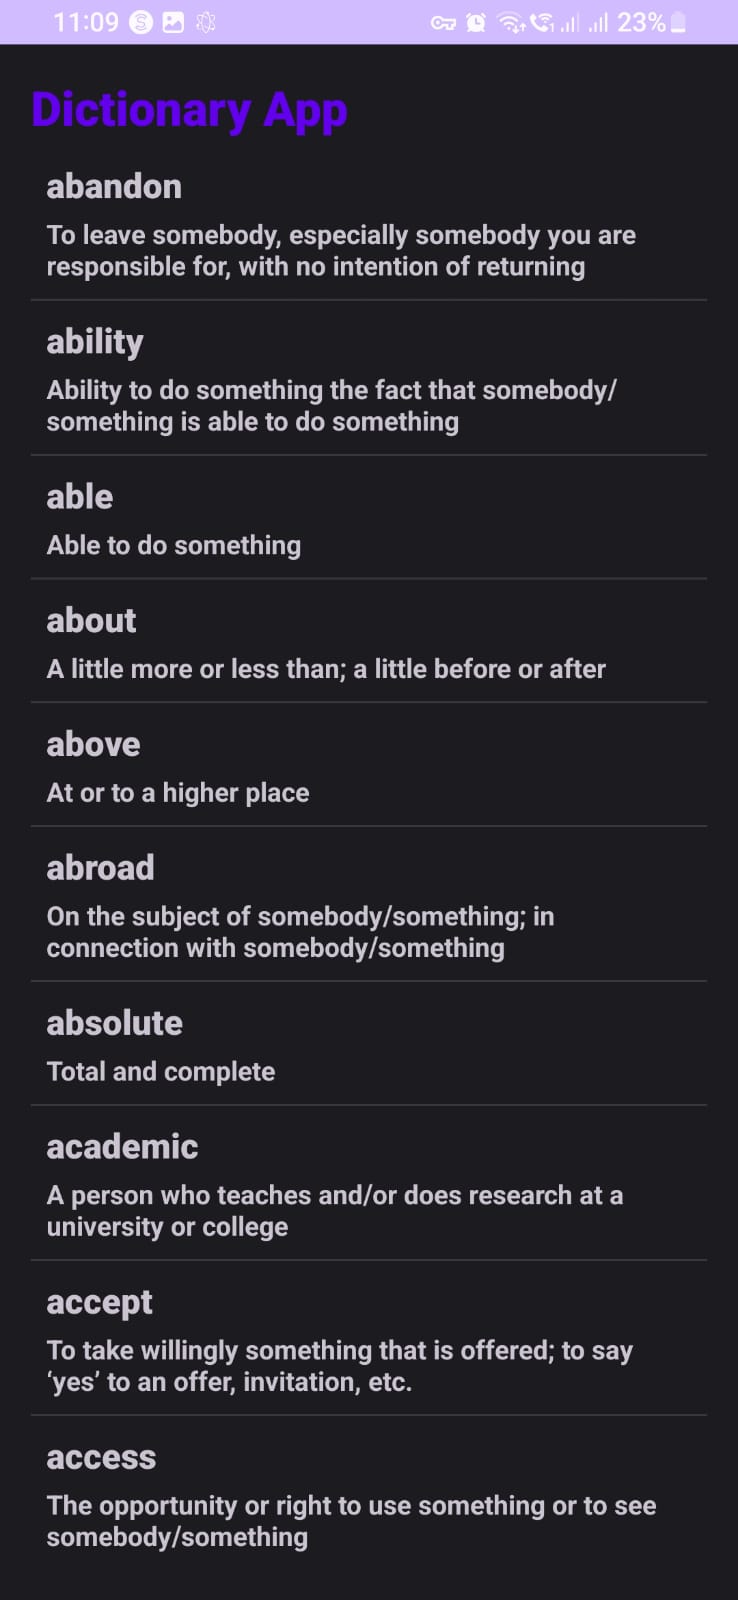 11:09
23%
Dictionary App
abandon
To leave somebody, especially somebody you are
responsible for, with no intention of returning
ability
Ability to do something the fact that somebody/
something is able to do something
able
Able to do something
about
A little more or less than; a little before or after
above
At or to a higher place
abroad
On the subject of somebody/something; in
connection with somebody/something
absolute
Total and complete
academic
A person who teaches and/or does research at a
university or college
accept
To take willingly something that is offered; to say
‘yes’ to an offer, invitation, etc.
access
The opportunity or right to use something or to see
somebody/something